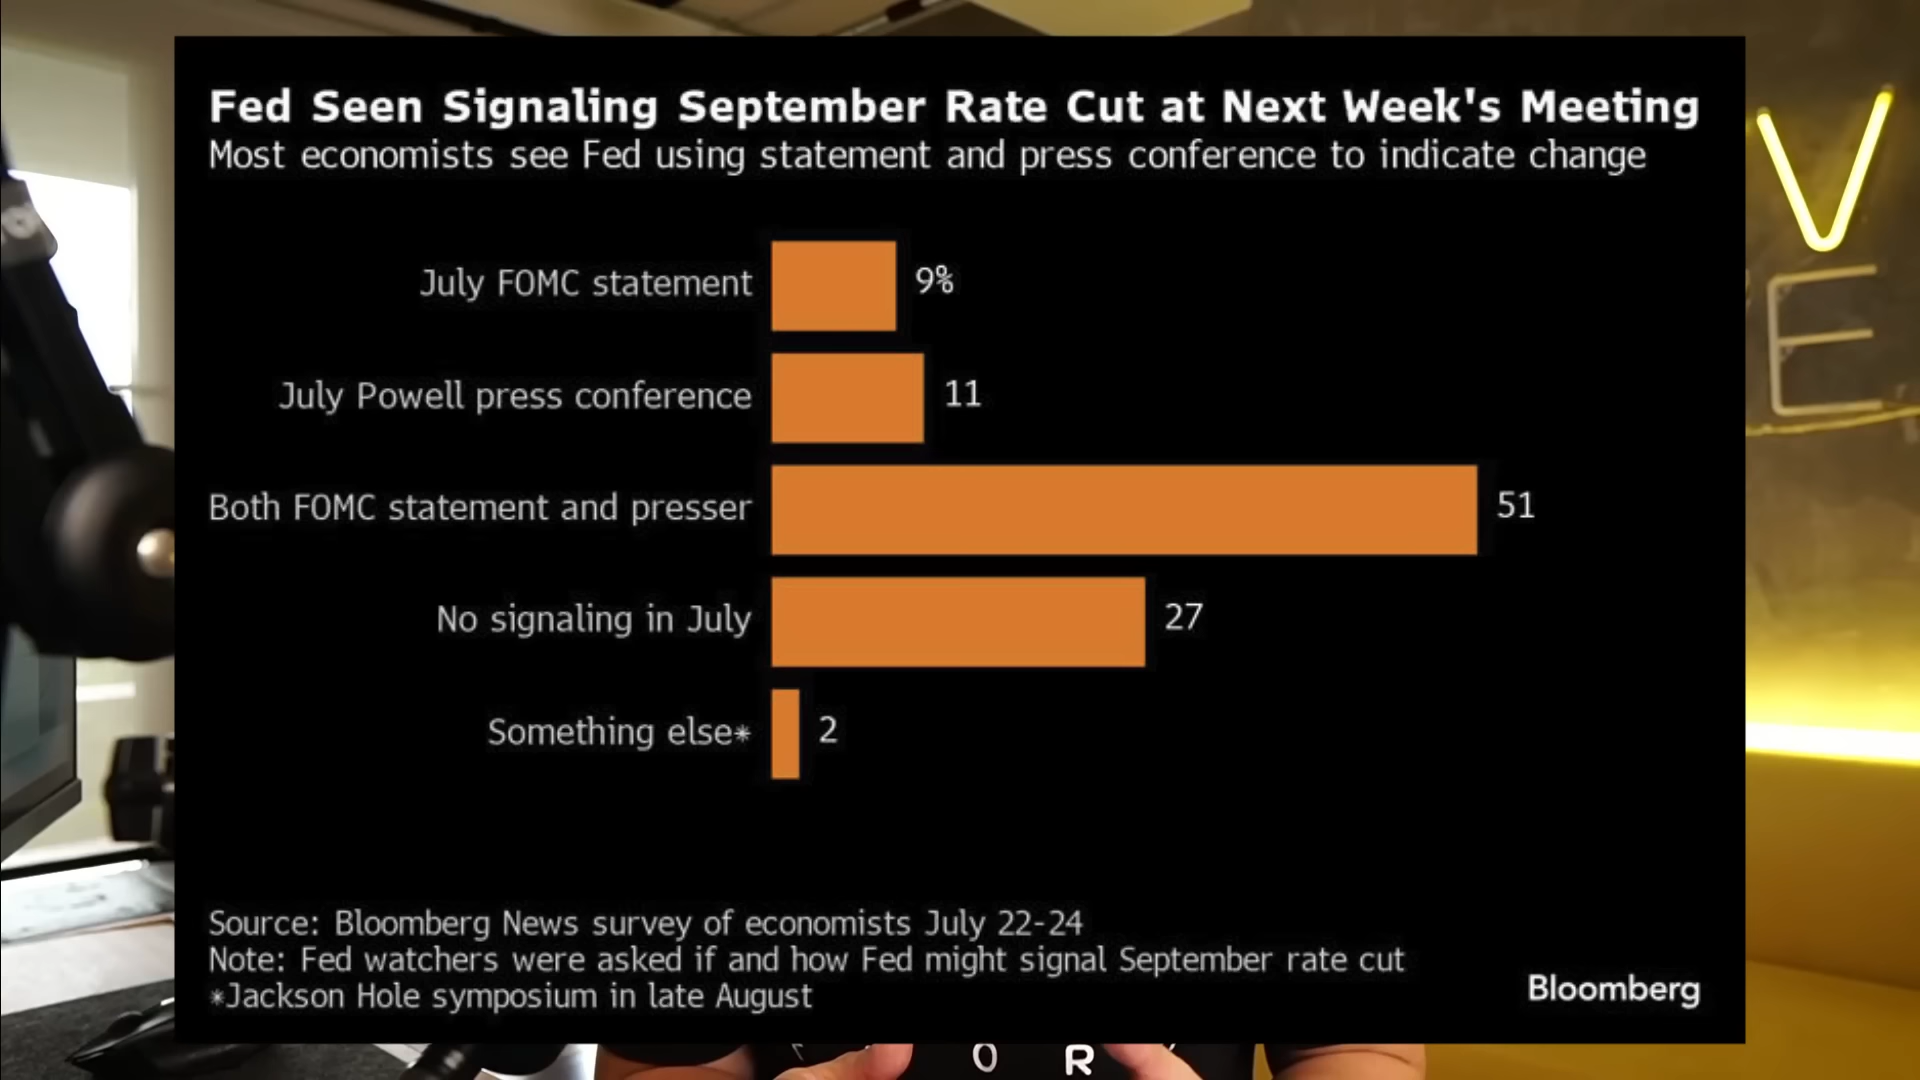 Fed Seen Signaling September Rate Cut at Next Week's Meeting
Most economists see Fed using statement and press conference to indicate change
July FOMC statement 9%
July Powell press conference 11
Both FOMC statement and presser 51
No signaling in July 27
Something else* 2
Source: Bloomberg News survey of economists July 22-24
Note: Fed watchers were asked if and how Fed might signal September rate cut
*Jackson Hole symposium in late August
Bloomberg
V
E
O R